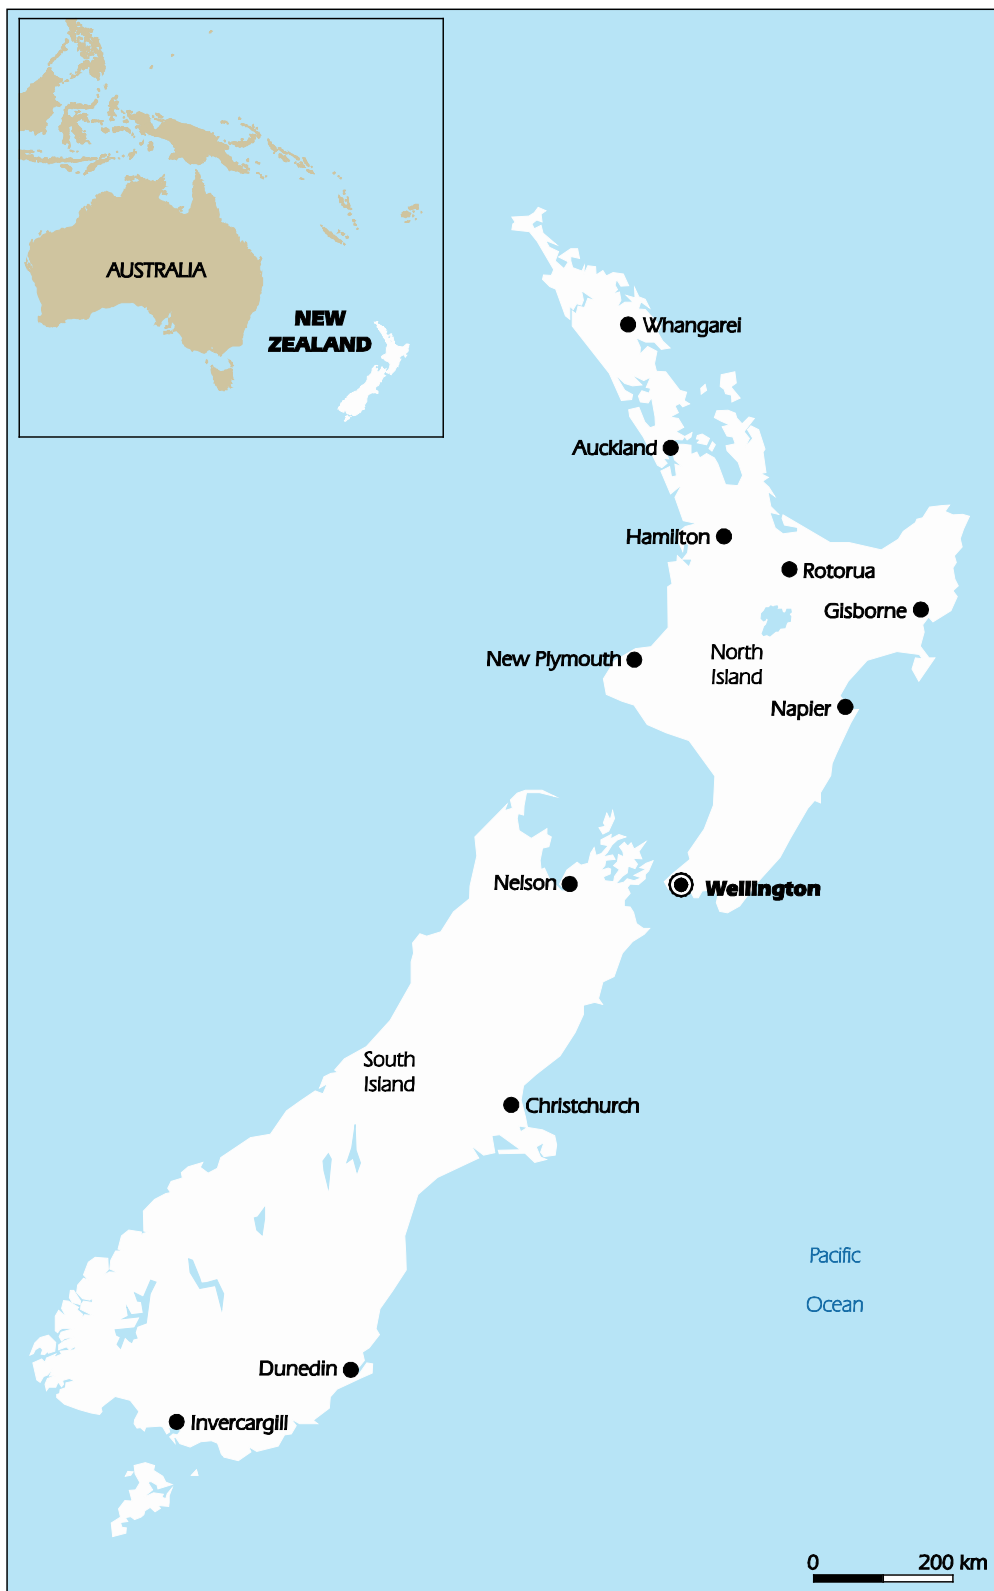 AUSTRALIA
NEW
ZEALAND
Whangarei
Auckland
Hamilton
Rotorua
Gisborne
New Plymouth
North
Island
Napier
Nelson
Wellington
South
Island
Christchurch
Pacific
Ocean
Dunedin
Invercargill
0 200 km